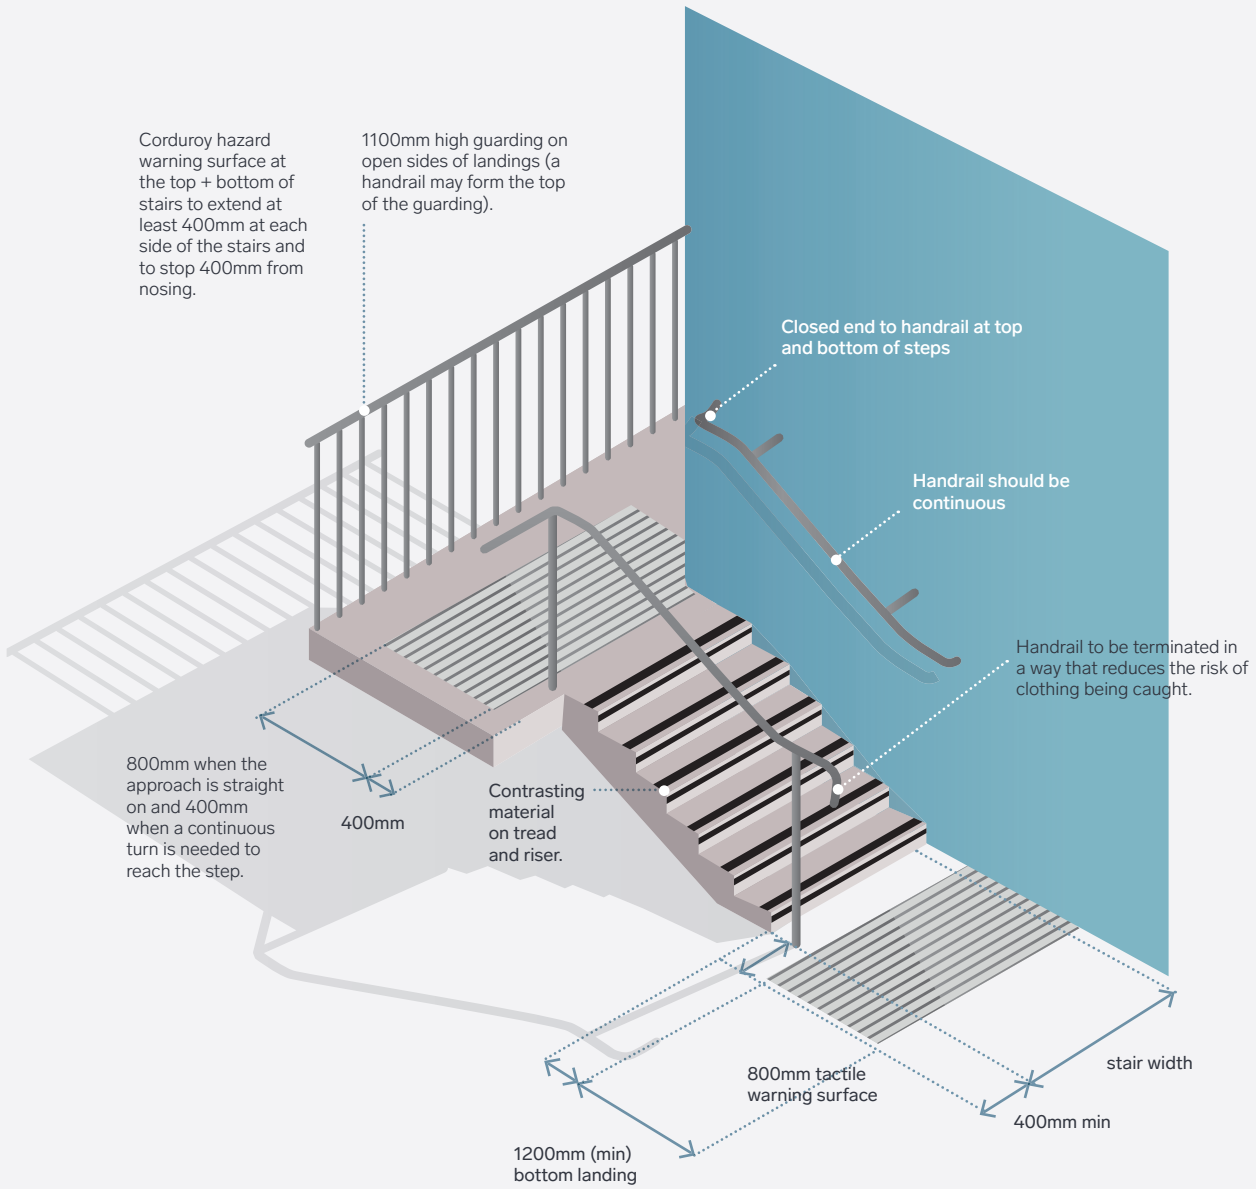 Corduroy hazard
warning surface at
the top + bottom of
stairs to extend at
least 400mm at each
side of the stairs and
to stop 400mm from
nosing.
1100mm high guarding on
open sides of landings (a
handrail may form the top
of the guarding).
Closed end to handrail at top
and bottom of steps
Handrail should be
continuous
Handrail to be terminated in
a way that reduces the risk of
clothing being caught.
800mm when the
approach is straight
on and 400mm
when a continuous
turn is needed to
reach the step.
400mm
Contrasting
material
on tread
and riser.
800mm tactile
warning surface
stair width
400mm min
1200mm (min)
bottom landing